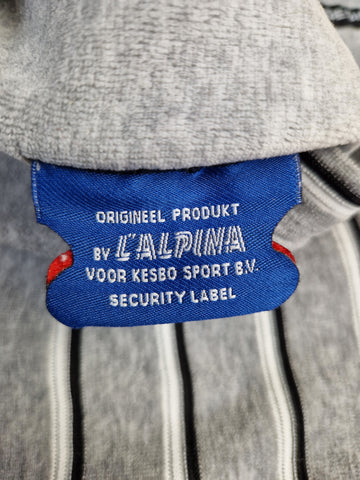 ORIGINEEL PRODUKT
BY L'ALPINA
VOOR KESBO SPORT B.V.
SECURITY LABEL